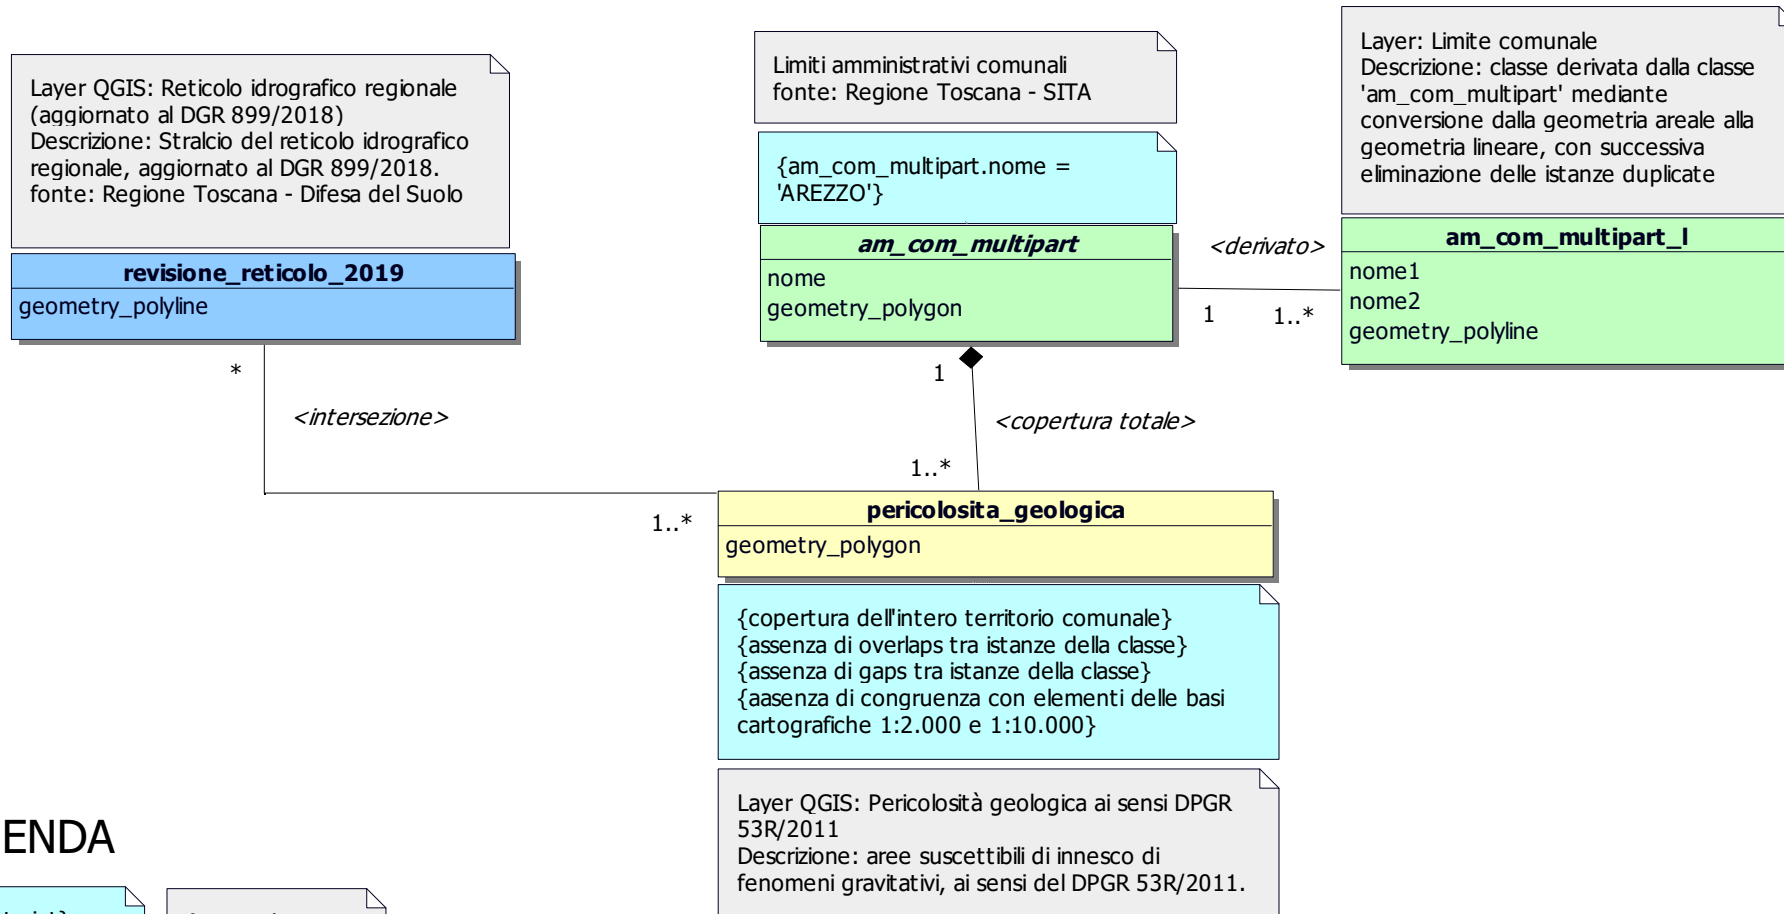 Layer QGIS: Reticolo idrografico regionale
(aggiornato al DGR 899/2018)
Descrizione: Stralcio del reticolo idrografico
regionale, aggiornato al DGR 899/2018.
fonte: Regione Toscana - Difesa del Suolo
revisione_reticolo_2019
geometry_polyline
Limiti amministrativi comunali
fonte: Regione Toscana - SITA
{am_com_multipart.nome =
'AREZZO'}
am_com_multipart
nome
geometry_polygon
<derivato>
1
1..*
Layer: Limite comunale
Descrizione: classe derivata dalla classe
'am_com_multipart' mediante
conversione dalla geometria areale alla
geometria lineare, con successiva
eliminazione delle istanze duplicate
am_com_multipart_l
nome1
nome2
geometry_polyline
*
<intersezione>
1..*
1
<copertura totale>
1..*
pericolosita_geologica
geometry_polygon
{copertura dell'intero territorio comunale}
{assenza di overlaps tra istanze della classe}
{assenza di gaps tra istanze della classe}
{aasenza di congruenza con elementi delle basi
cartografiche 1:2.000 e 1:10.000}
Layer QGIS: Pericolosità geologica ai sensi DPGR
53R/2011
Descrizione: aree suscettibili di innesco di
fenomeni gravitativi, ai sensi del DPGR 53R/2011.
ENDA